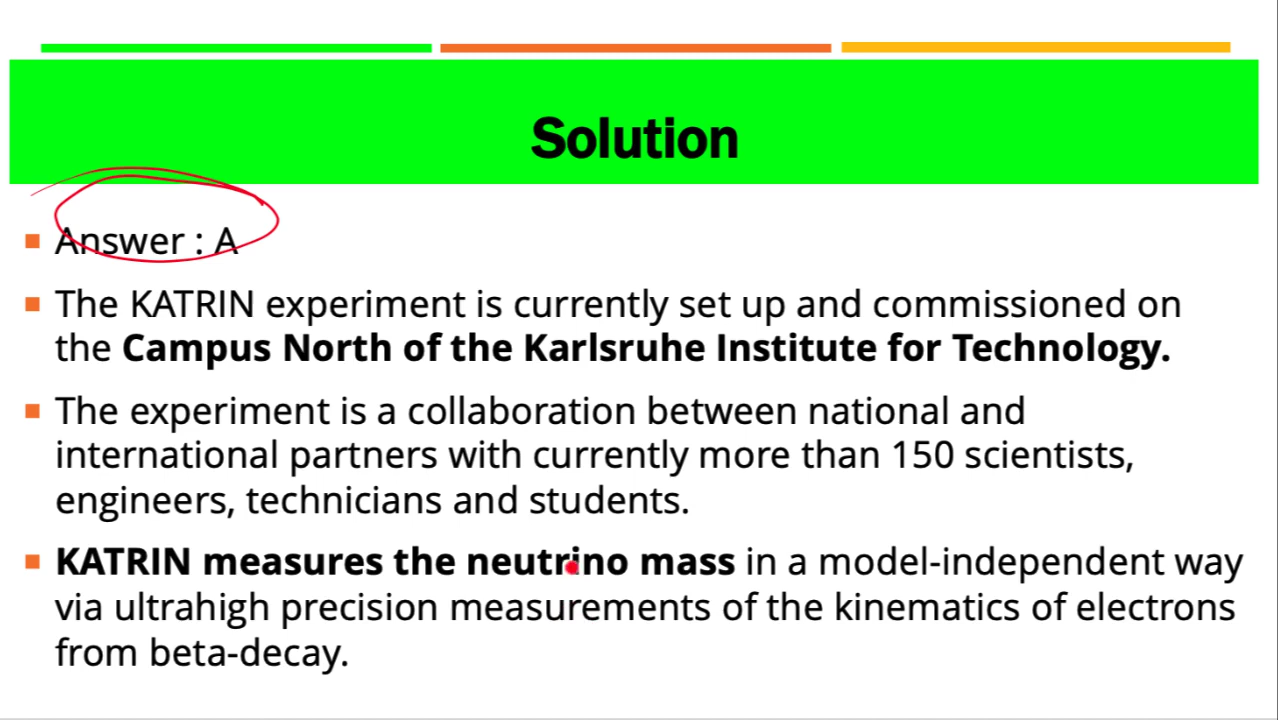 Solution
Answer : A
The KATRIN experiment is currently set up and commissioned on
the Campus North of the Karlsruhe Institute for Technology.
The experiment is a collaboration between national and
international partners with currently more than 150 scientists,
engineers, technicians and students.
KATRIN measures the neutrino mass in a model-independent way
via ultrahigh precision measurements of the kinematics of electrons
from beta-decay.